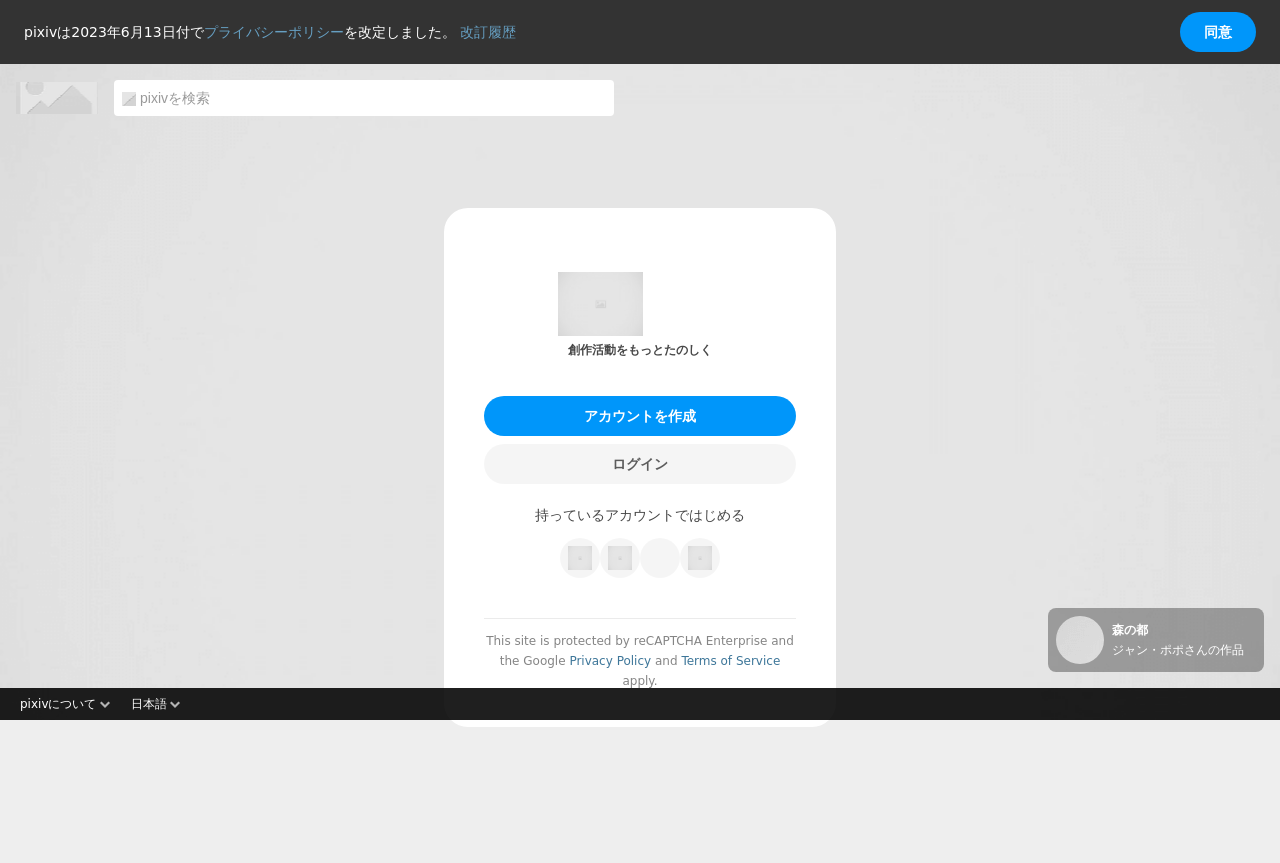 pixivは2023年6月13日付でプライバシーポリシーを改定しました。 改訂履歴
同意
pixivを検索
創作活動をもっとたのしく
アカウントを作成
ログイン
持っているアカウントではじめる
This site is protected by reCAPTCHA Enterprise and
the Google Privacy Policy and Terms of Service
apply.
森の都
ジャン・ポポさんの作品
pixivについて
日本語